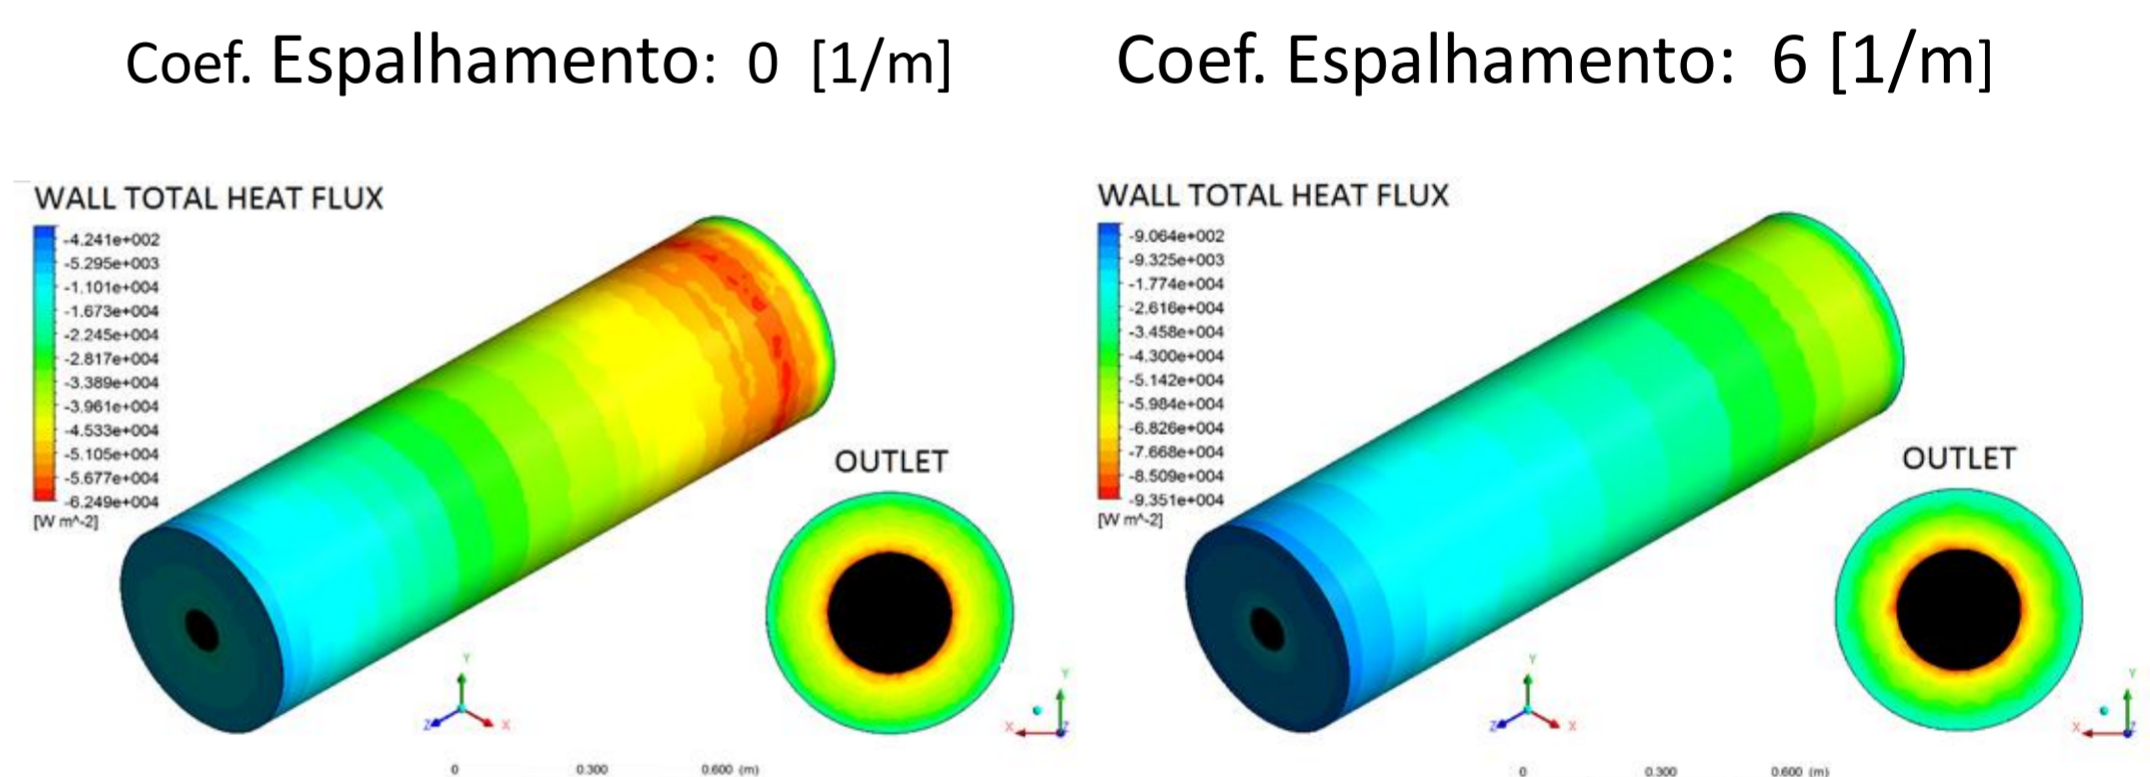 Coef. Espalhamento: 0 [1/m]
WALL TOTAL HEAT FLUX
-4.241e+002
-5.295e+003
-1.101e+004
-1.673e+004
-2.245e+004
-2.817e+004
-3.389e+004
-3.961e+004
-4.533e+004
-5.105e+004
-5.677e+004
-6.249e+004
[W m^-2]
OUTLET
Y
Z
X
Y
X
Z
0
0.300
0.600 (m)
Coef. Espalhamento: 6 [1/m]
WALL TOTAL HEAT FLUX
-9.064e+002
-9.325e+003
-1.774e+004
-2.616e+004
-3.458e+004
-4.300e+004
-5.142e+004
-5.984e+004
-6.826e+004
-7.668e+004
-8.509e+004
-9.351e+004
[W m^-2]
OUTLET
Y
Z
X
Y
X
Z
0
0.300
0.600 (m)